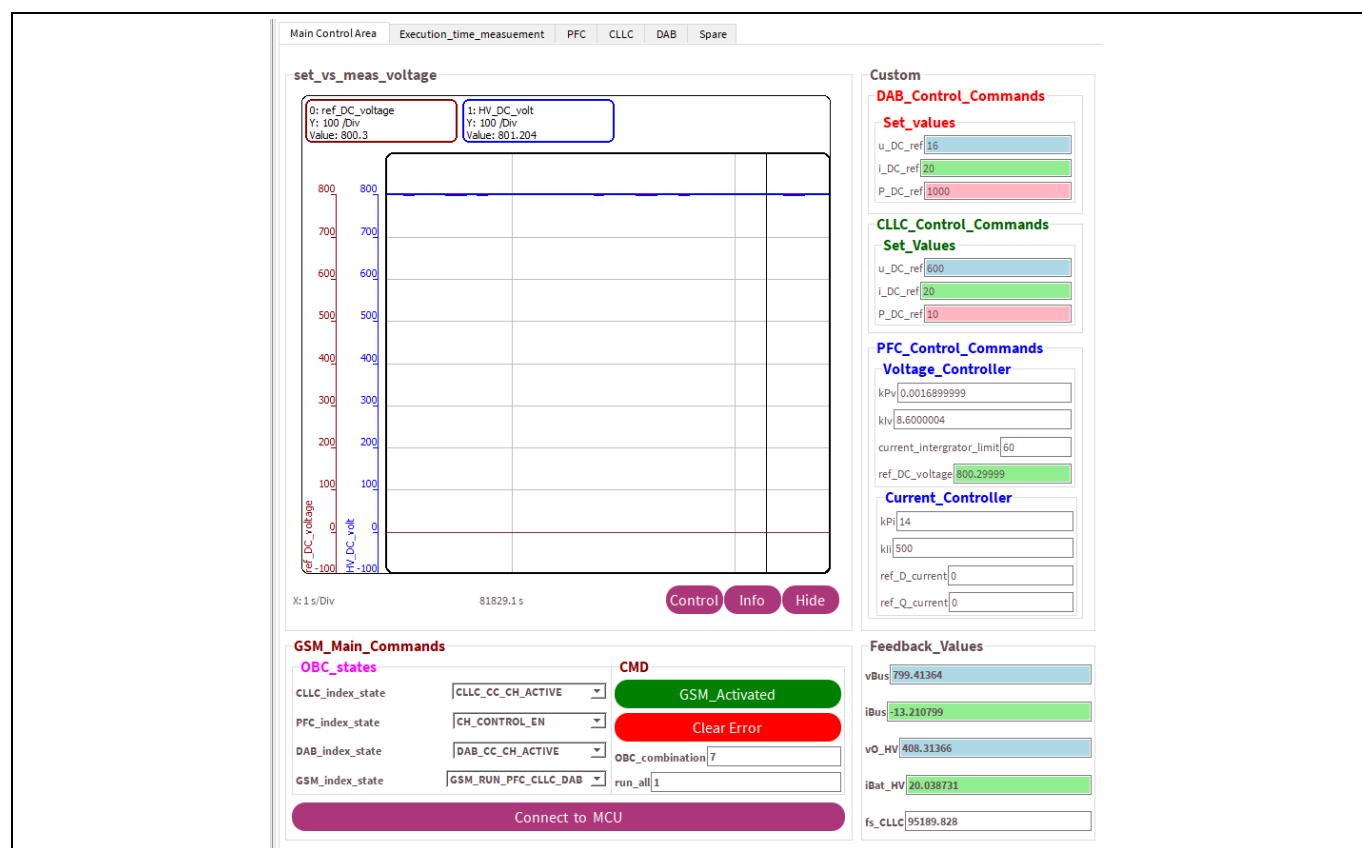 Main Control Area Execution_time_measuement PFC CLLC DAB Spare
set_vs_meas_voltage
0: ref_DC_voltage
Y: 100 /Div
Value: 800.3
1: HV_DC_volt
Y: 100 /Div
Value: 801.204
800 800
700 700
600 600
500 500
400 400
300 300
200 200
100 100
0 0
-100 -100
ref_DC_voltage
HV_DC_volt
X: 1 s/Div 81829.1 s Control Info Hide
Custom
DAB_Control_Commands
Set_values
u_DC_ref 16
i_DC_ref 20
P_DC_ref 1000
CLLC_Control_Commands
Set_Values
u_DC_ref 600
i_DC_ref 20
P_DC_ref 10
PFC_Control_Commands
Voltage_Controller
kPv 0.0016899999
kIv 8.6000004
current_intergrator_limit 60
ref_DC_voltage 800.29999
Current_Controller
kPi 14
kIi 500
ref_D_current 0
ref_Q_current 0
GSM_Main_Commands
OBC_states
CLLC_index_state CLLC_CC_CH_ACTIVE
PFC_index_state CH_CONTROL_EN
DAB_index_state DAB_CC_CH_ACTIVE
GSM_index_state GSM_RUN_PFC_CLLC_DAB
CMD
GSM_Activated
Clear Error
OBC_combination 7
run_all 1
Connect to MCU
Feedback_Values
vBus 799.41364
iBus -13.210799
vO_HV 408.31366
iBat_HV 20.038731
fs_CLLC 95189.828